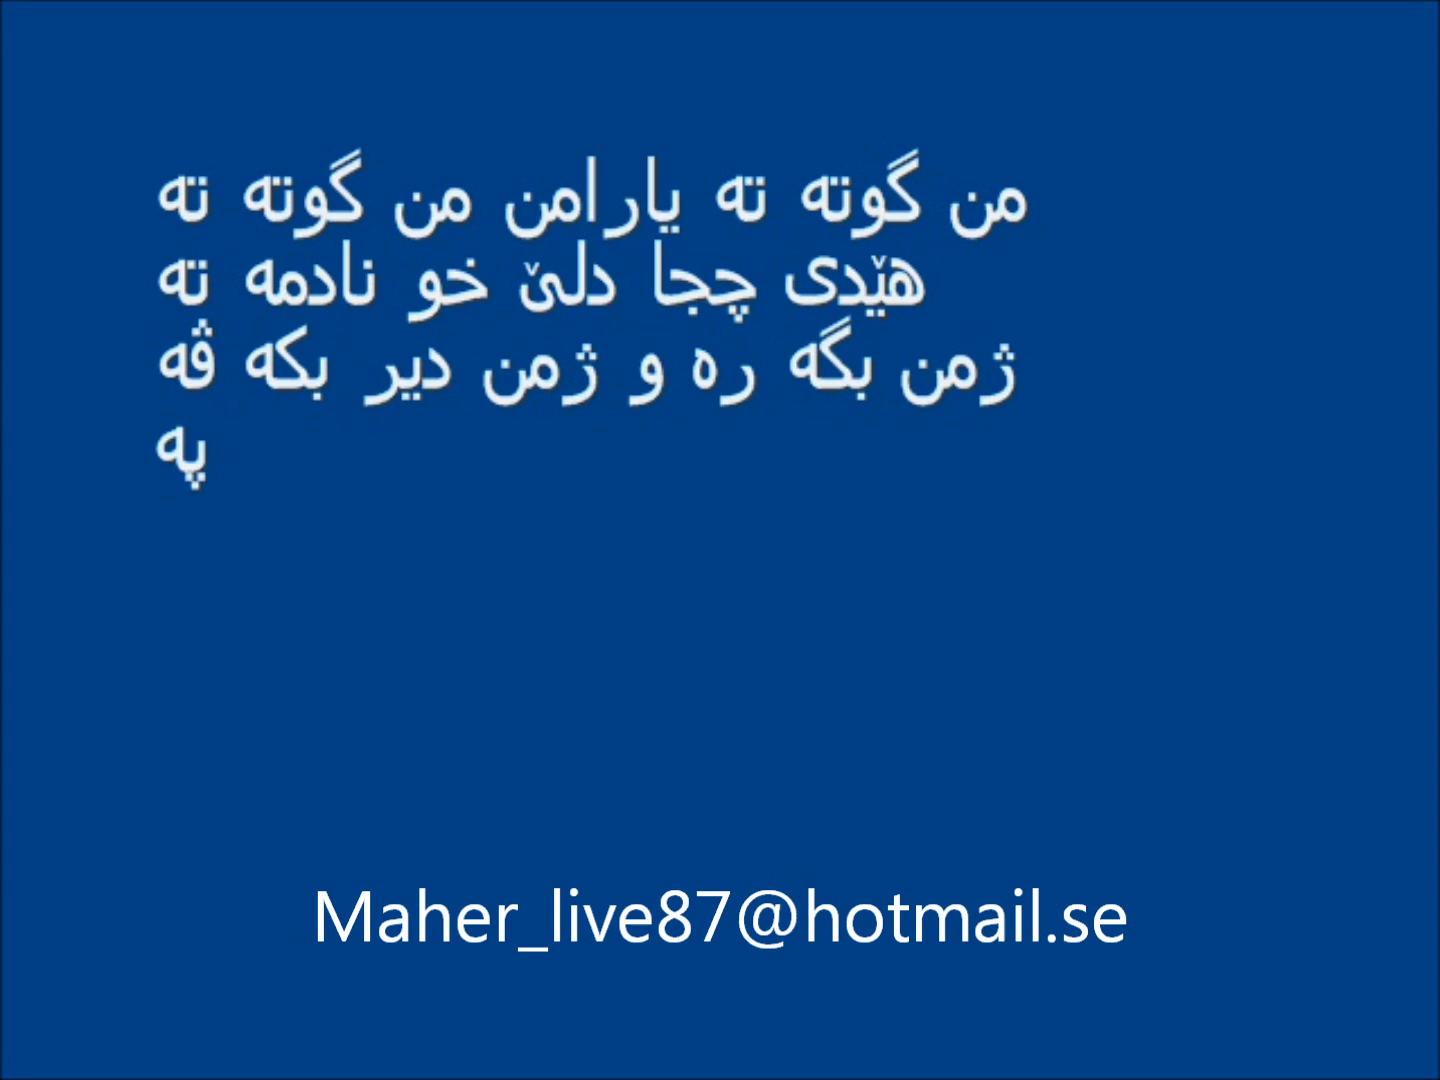 من گوته ته یارامن من گوته ته
هێدی چجا دلێ خو نادمه ته
ژمن بگه ره و ژمن دیر بکه ڤه
په
Maher_live87@hotmail.se